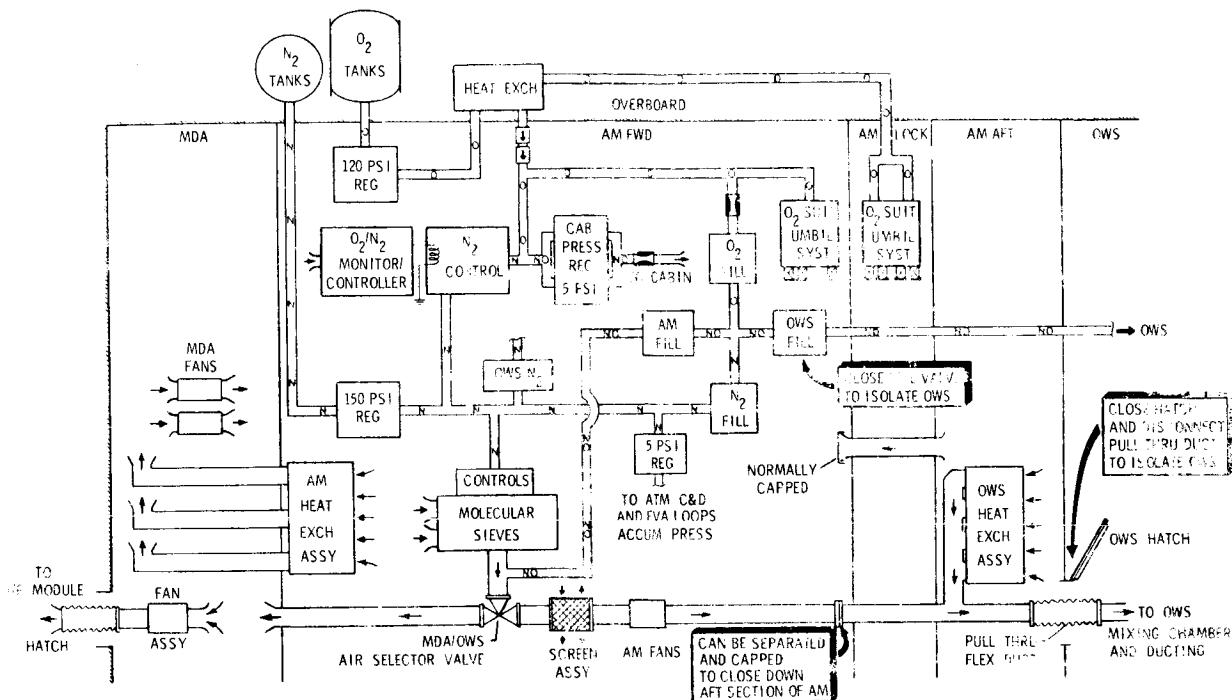 N2
TANKS
O2
TANKS
HEAT EXCH
OVERBOARD
MDA
AM FWD
AM
LOCK
AM AFT
OWS
120 PSI
REG
O2/N2
MONITOR/
CONTROLLER
N2
CONTROL
CAB
PRESS
5 PSI
CABIN
O2
FILL
O2 SUIT
UMBIL
SYST
O2 SUIT
UMBIL
SYST
AM
FILL
OWS
FILL
OWS
MDA
FANS
150 PSI
REG
OWS N2
N2
FILL
CLOSE VALVE
TO ISOLATE OWS
5 PSI
REG
NORMALLY
CAPPED
CLOSE HATCH
AND DISCONNECT
PULL THRU DUCT
TO ISOLATE OWS
AM
HEAT
EXCH
ASSY
CONTROLS
MOLECULAR
SIEVES
TO ATM C&D
AND EVA LOOPS
ACCUM PRESS
OWS
HEAT
EXCH
ASSY
OWS HATCH
TO
MODULE
HATCH
FAN
ASSY
MDA/OWS
AIR SELECTOR VALVE
SCREEN
ASSY
AM FANS
CAN BE SEPARATED
AND CAPPED
TO CLOSE DOWN
AFT SECTION OF AM
PULL THRU
FLEX
TO OWS
MIXING CHAMBER
AND DUCTING